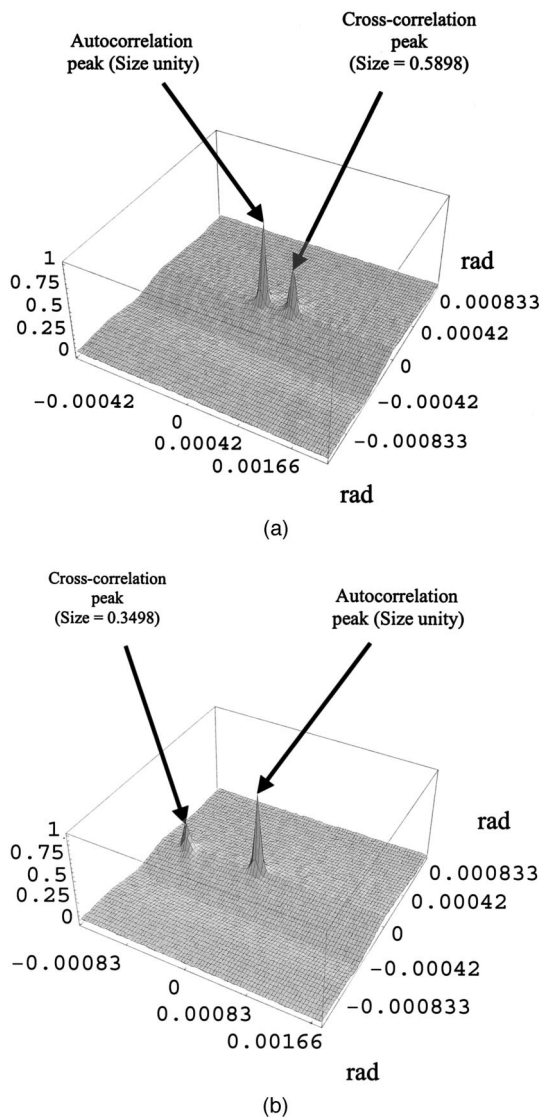 Autocorrelation
peak (Size unity)
Cross-correlation
peak
(Size = 0.5898)
1
0.75
0.5
0.25
0
rad
0.000833
0.00042
0
−0.00042
−0.000833
−0.00042
0
0.00042
0.00166
rad
(a)
Cross-correlation
peak
(Size = 0.3498)
Autocorrelation
peak (Size unity)
1
0.75
0.5
0.25
0
rad
0.000833
0.00042
0
−0.00042
−0.000833
−0.00083
0
0.00083
0.00166
rad
(b)